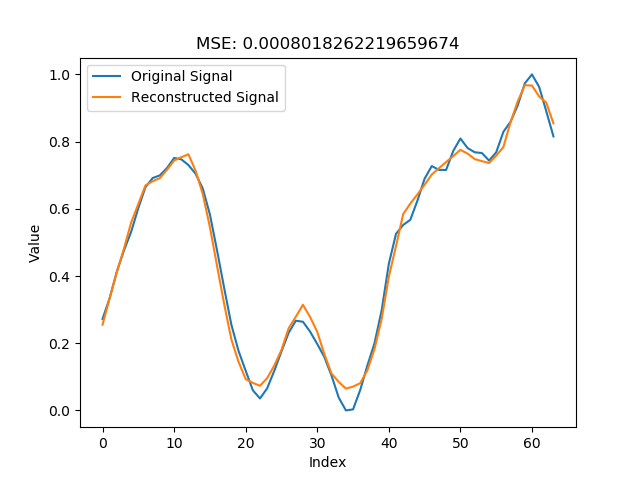 MSE: 0.0008018262219659674
Original Signal
Reconstructed Signal
1.0
0.8
0.6
0.4
0.2
0.0
Value
0 10 20 30 40 50 60
Index